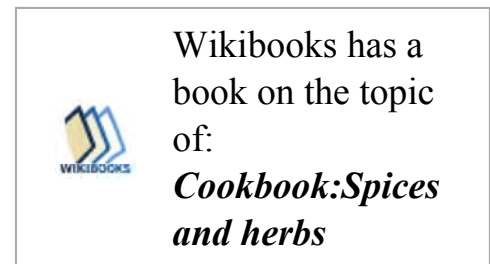 Wikibooks has a
book on the topic
of:
Cookbook:Spices
and herbs
WIKIBOOKS